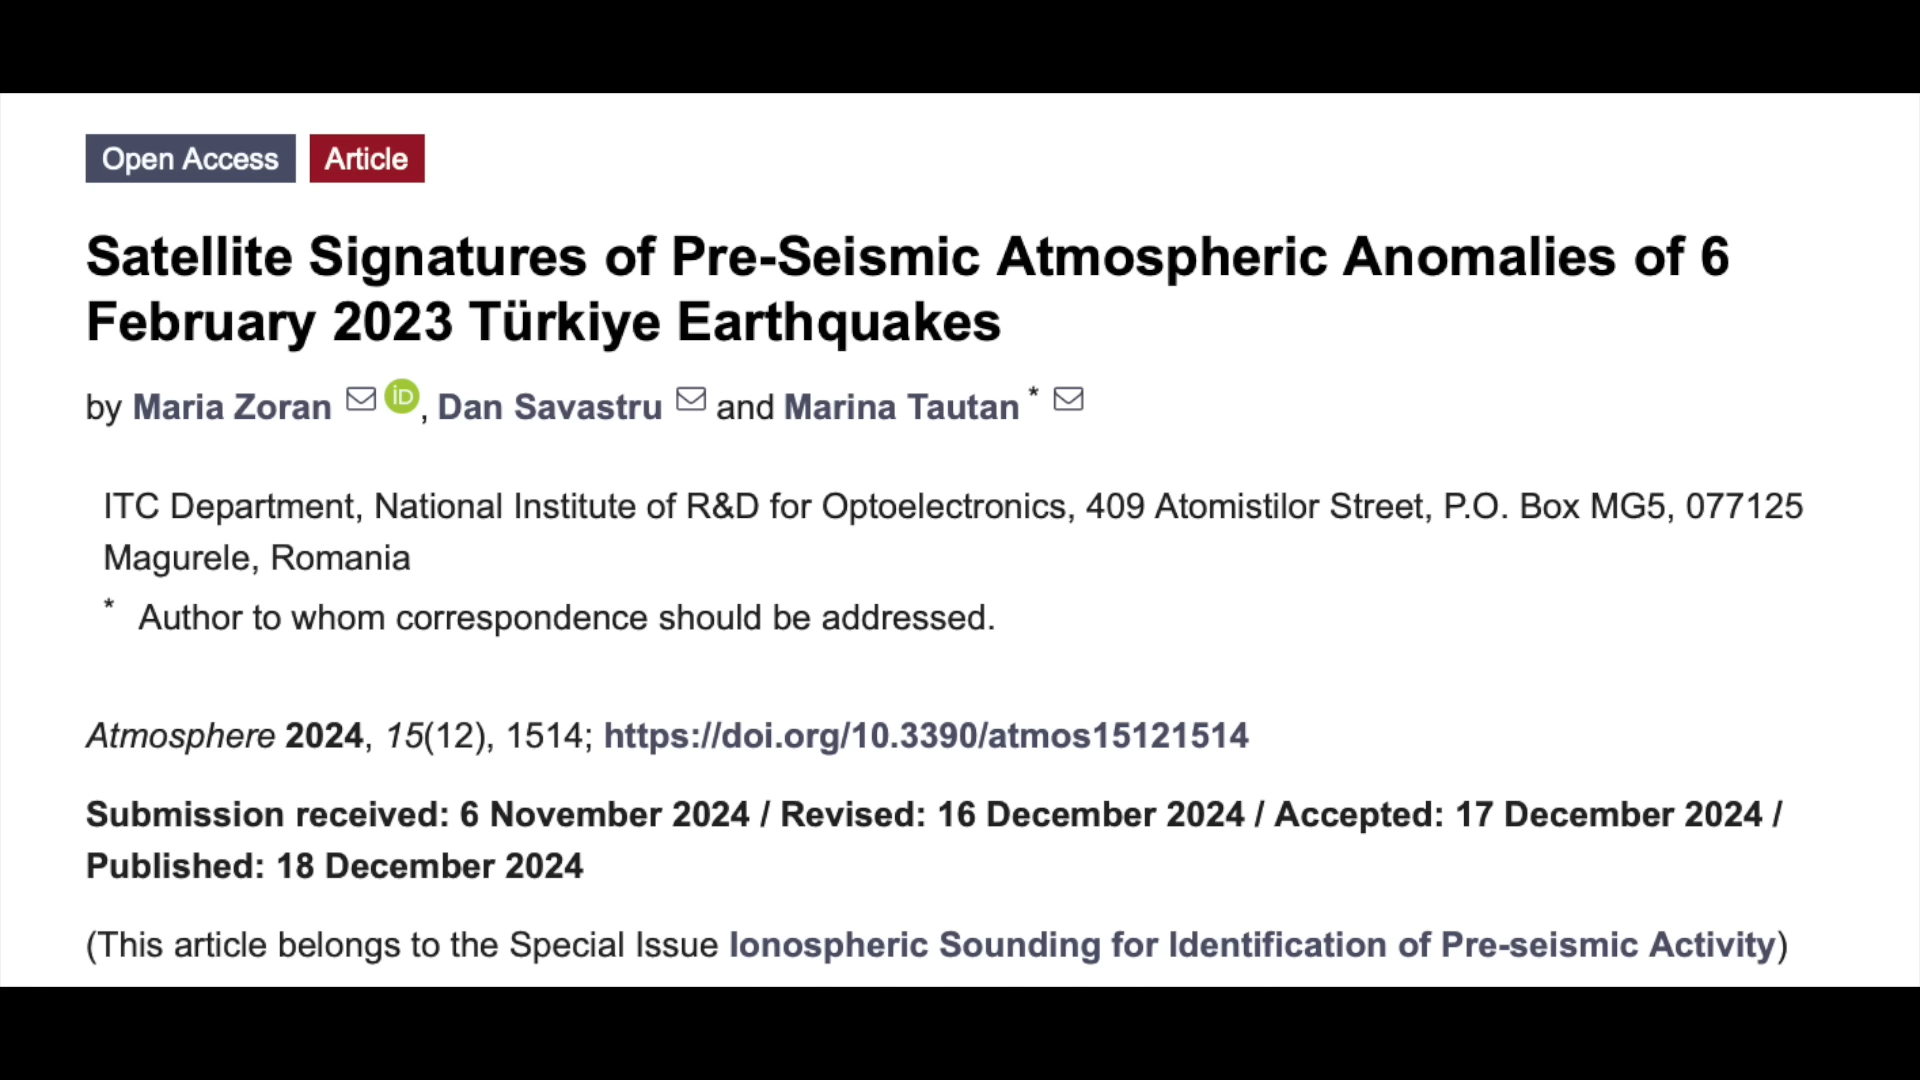 Open Access Article
Satellite Signatures of Pre-Seismic Atmospheric Anomalies of 6
February 2023 Türkiye Earthquakes
by Maria Zoran iD, Dan Savastru and Marina Tautan *
ITC Department, National Institute of R&D for Optoelectronics, 409 Atomistilor Street, P.O. Box MG5, 077125
Magurele, Romania
* Author to whom correspondence should be addressed.
Atmosphere 2024, 15(12), 1514; https://doi.org/10.3390/atmos15121514
Submission received: 6 November 2024 / Revised: 16 December 2024 / Accepted: 17 December 2024 /
Published: 18 December 2024
(This article belongs to the Special Issue Ionospheric Sounding for Identification of Pre-seismic Activity)